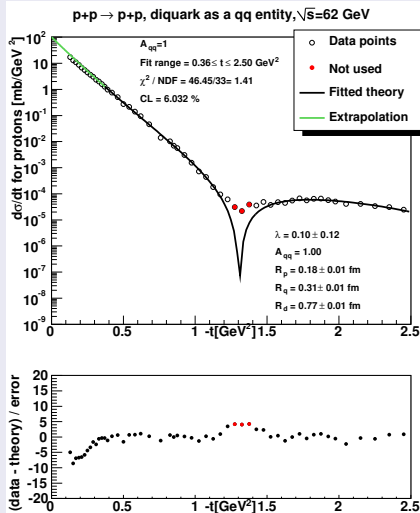 p+p → p+p, diquark as a qq entity,√s=62 GeV
dσ/dt for protons [mb/GeV²]
10²
10
1
10⁻¹
10⁻²
10⁻³
10⁻⁴
10⁻⁵
10⁻⁶
10⁻⁷
10⁻⁸
10⁻⁹
A_qq=1
Fit range = 0.36≤ t ≤ 2.50 GeV²
χ² / NDF = 46.45/33= 1.41
CL = 6.032 %
Data points
Not used
Fitted theory
Extrapolation
λ = 0.10 ± 0.12
A_qq = 1.00
R_p = 0.18 ± 0.01 fm
R_q = 0.31± 0.01 fm
R_d = 0.77± 0.01 fm
0 0.5 1 1.5 2 2.5
-t[GeV²]
(data - theory) / error
20
15
10
5
0
-5
-10
-15
-20
0 0.5 1 1.5 2 2.5